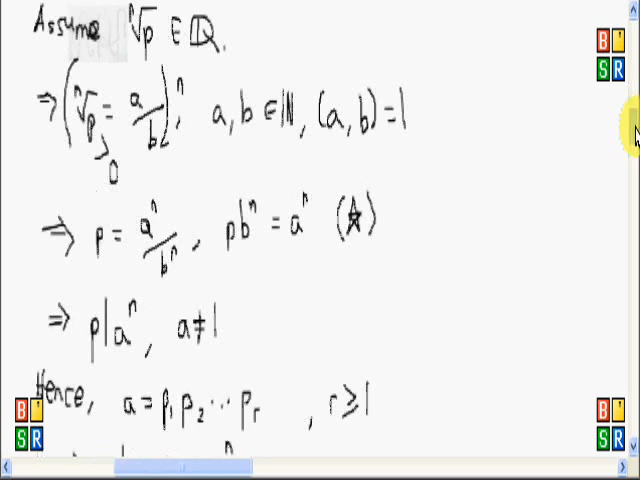 Assume ⁿ√p ∈ ℚ.
⇒ (ⁿ√p = a/b)ⁿ, a, b ∈ ℕ, (a, b) = 1
> 0
⇒ p = aⁿ/bⁿ, pbⁿ = aⁿ (☆)
⇒ p|aⁿ, a ≠ 1
Hence, a = p₁ p₂ ⋯ pᵣ, r ≥ 1
B '
S R
B '
S R
B '
S R